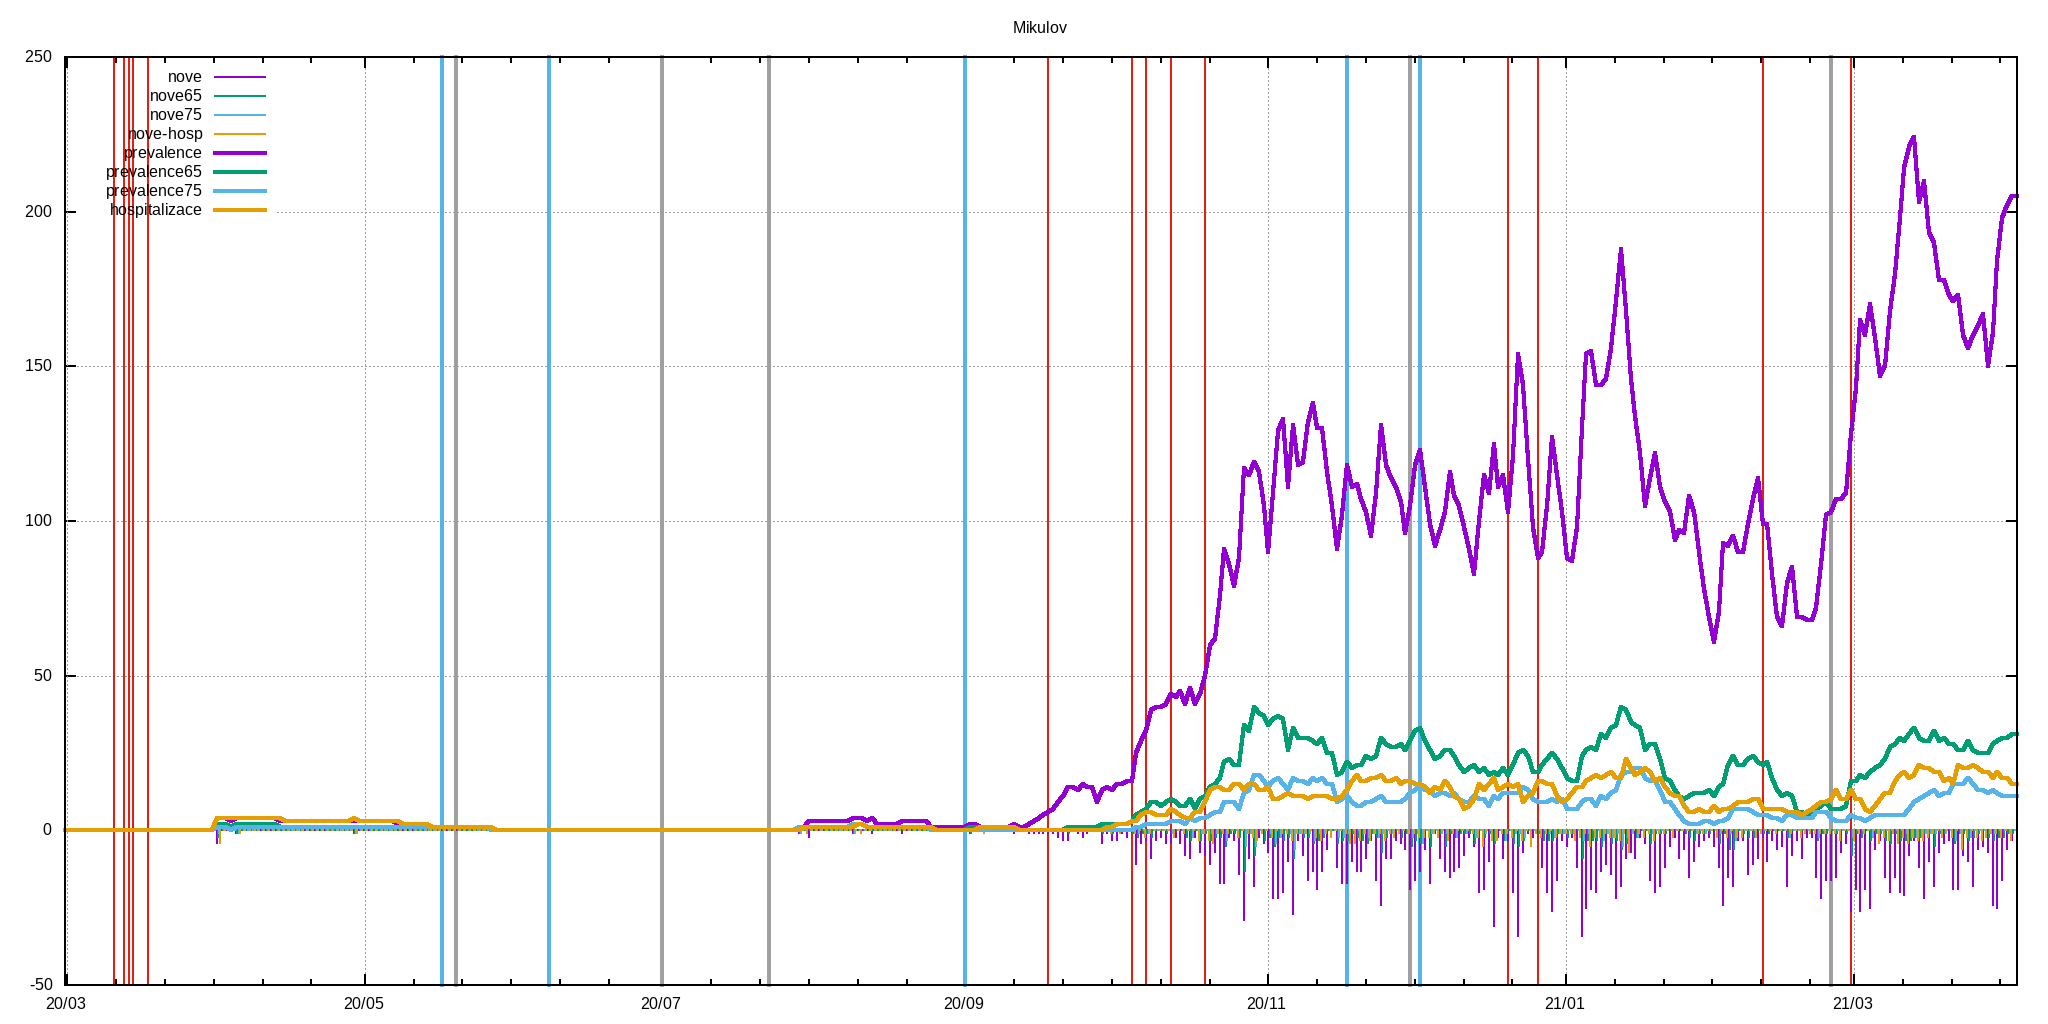 Mikulov
250
200
150
100
50
0
-50
nove
nove65
nove75
nove-hosp
prevalence
prevalence65
prevalence75
hospitalizace
20/03 20/05 20/07 20/09 20/11 21/01 21/03